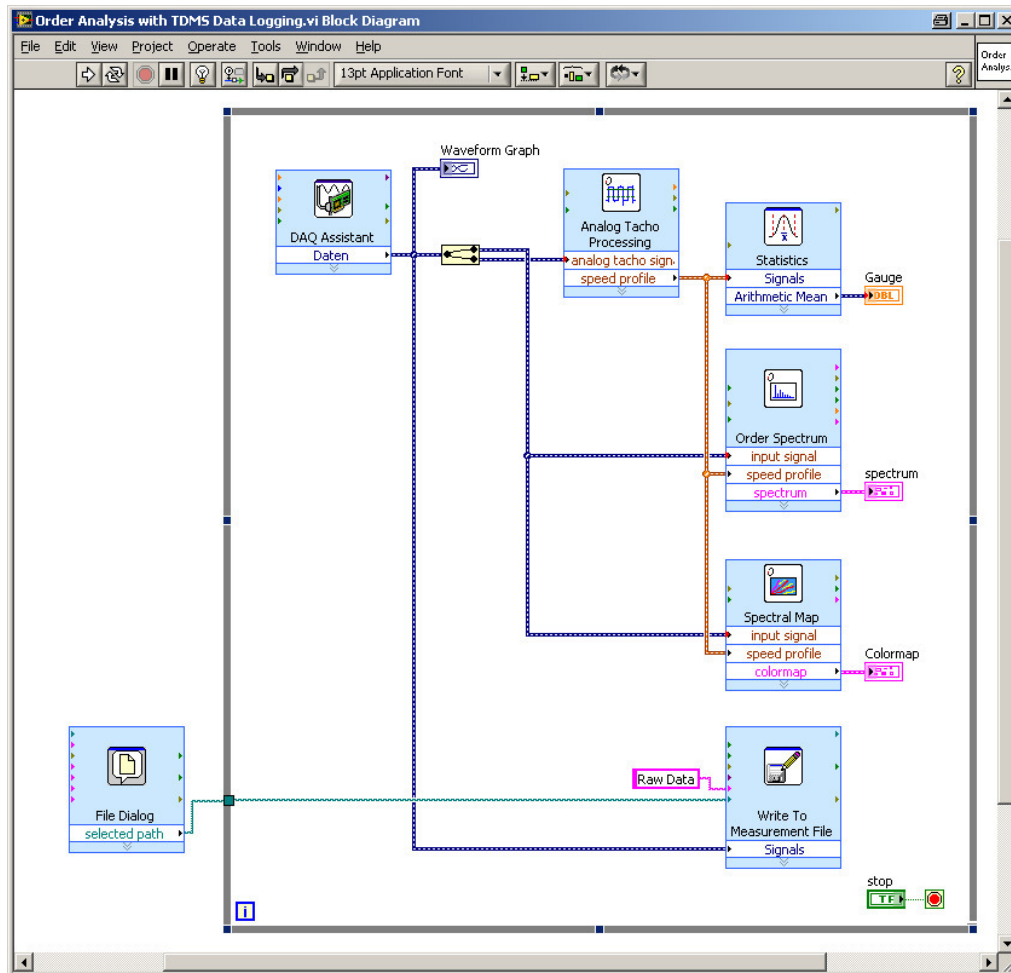 Order Analysis with TDMS Data Logging.vi Block Diagram
File Edit View Project Operate Tools Window Help
13pt Application Font
?
Order
Analys.
Waveform Graph
DAQ Assistant
Daten
Analog Tacho
Processing
analog tacho sign.
speed profile
Statistics
Signals
Arithmetic Mean
Gauge
DBL
Order Spectrum
input signal
speed profile
spectrum
spectrum
Spectral Map
input signal
speed profile
colormap
Colormap
File Dialog
selected path
Raw Data
Write To
Measurement File
Signals
stop
TF
i